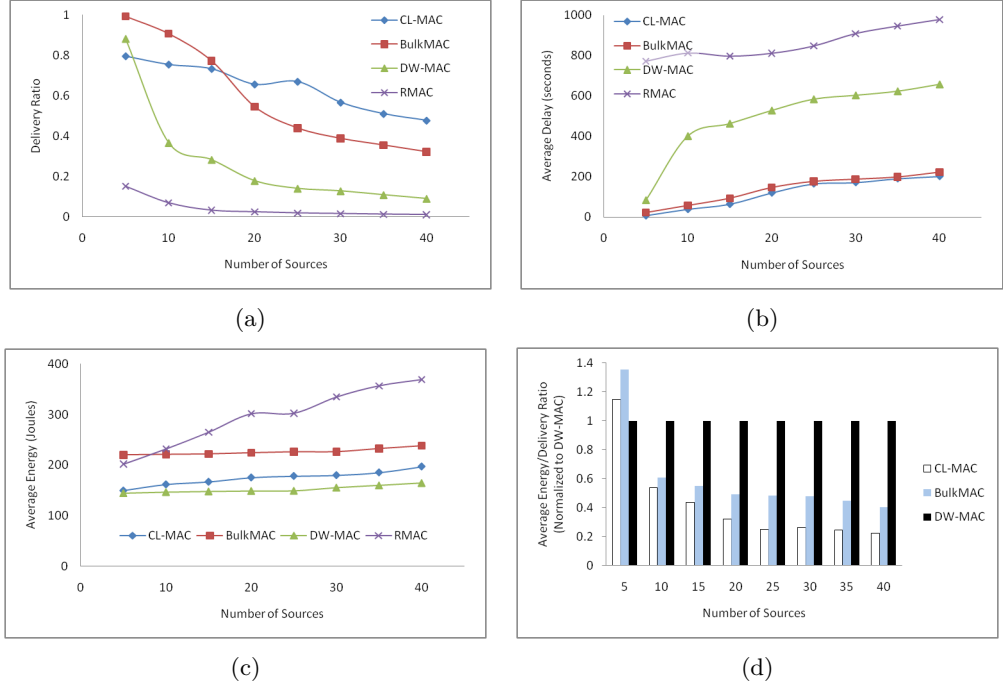 1
0.8
0.6
0.4
0.2
0
0 10 20 30 40
Delivery Ratio
Number of Sources
CL-MAC
BulkMAC
DW-MAC
RMAC
(a)
1000
800
600
400
200
0
0 10 20 30 40
Average Delay (seconds)
Number of Sources
CL-MAC
BulkMAC
DW-MAC
RMAC
(b)
400
300
200
100
0
0 10 20 30 40
Average Energy (Joules)
Number of Sources
CL-MAC BulkMAC DW-MAC RMAC
(c)
1.4
1.2
1
0.8
0.6
0.4
0.2
0
5 10 15 20 25 30 35 40
Average Energy/Delivery Ratio
(Normalized to DW-MAC)
Number of Sources
CL-MAC
BulkMAC
DW-MAC
(d)